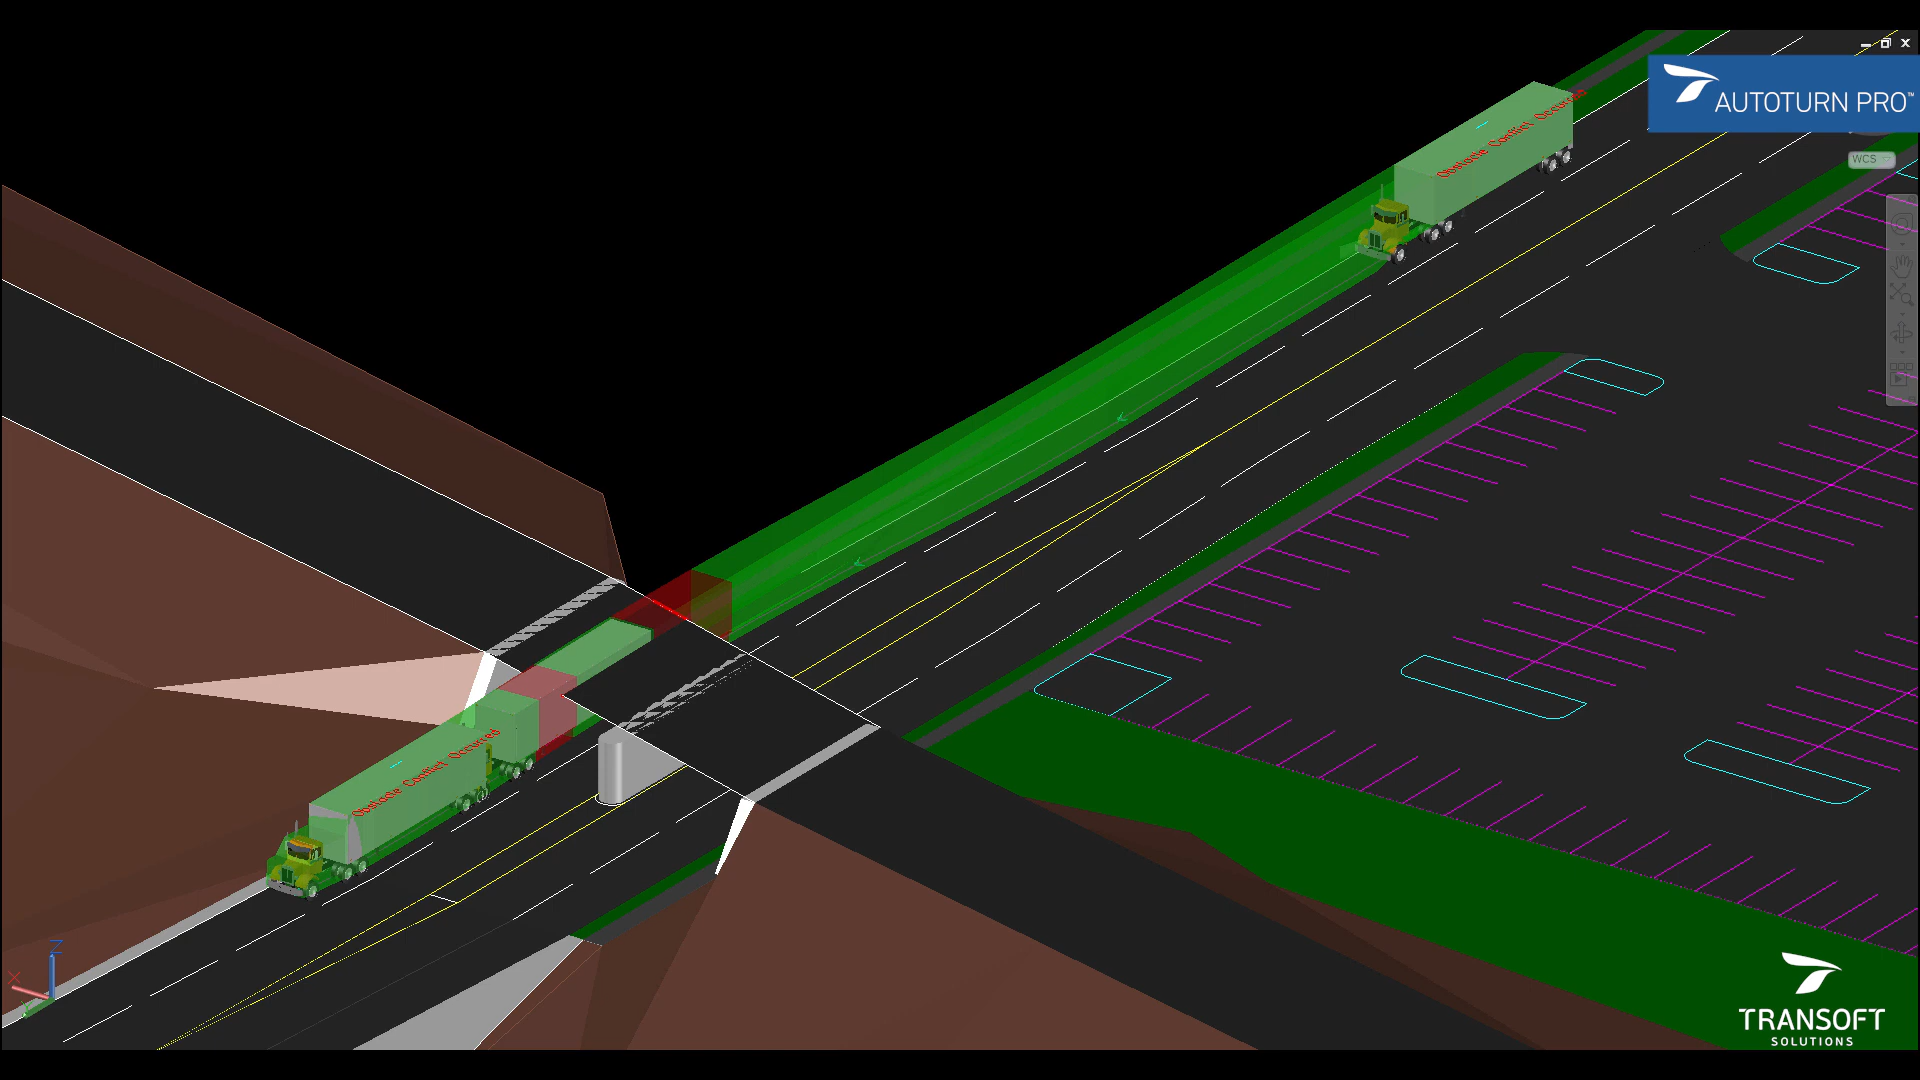 AUTOTURN PRO™
Obstacle Conflict Occurred
WCS
Obstacle Conflict Occurred
Z
X
TRANSOFT
SOLUTIONS